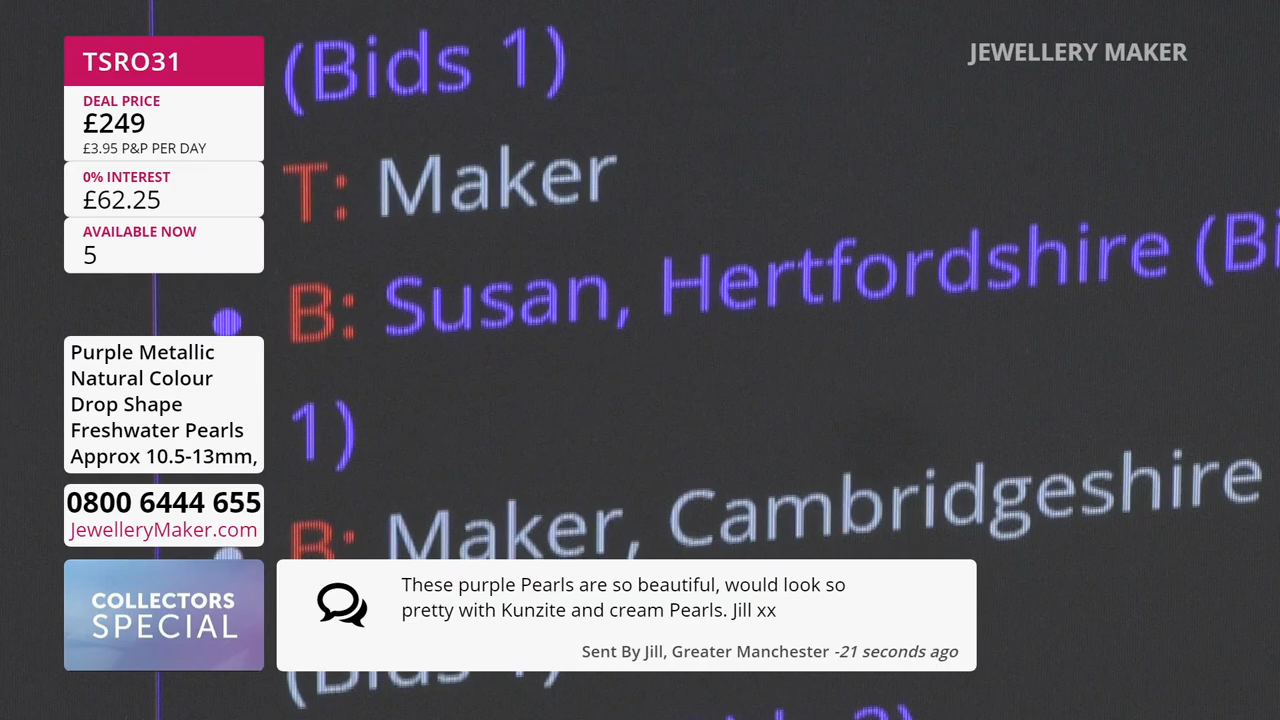 TSRO31
DEAL PRICE
£249
£3.95 P&P PER DAY
0% INTEREST
£62.25
AVAILABLE NOW
5
Purple Metallic
Natural Colour
Drop Shape
Freshwater Pearls
Approx 10.5-13mm,
0800 6444 655
JewelleryMaker.com
COLLECTORS
SPECIAL
JEWELLERY MAKER
(Bids 1)
T: Maker
B: Susan, Hertfordshire (Bi
1)
B: Maker, Cambridgeshire
(Bids 1)
These purple Pearls are so beautiful, would look so
pretty with Kunzite and cream Pearls. Jill xx
Sent By Jill, Greater Manchester -21 seconds ago